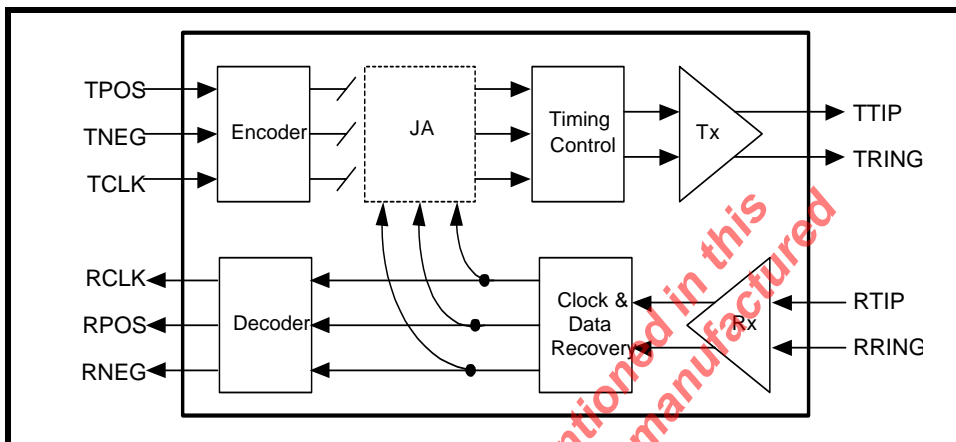 TPOS
TNEG
TCLK
Encoder
JA
Timing
Control
Tx
TTIP
TRING
RCLK
RPOS
RNEG
Decoder
Clock &
Data
Recovery
Rx
RTIP
RRING
in this
manufactured